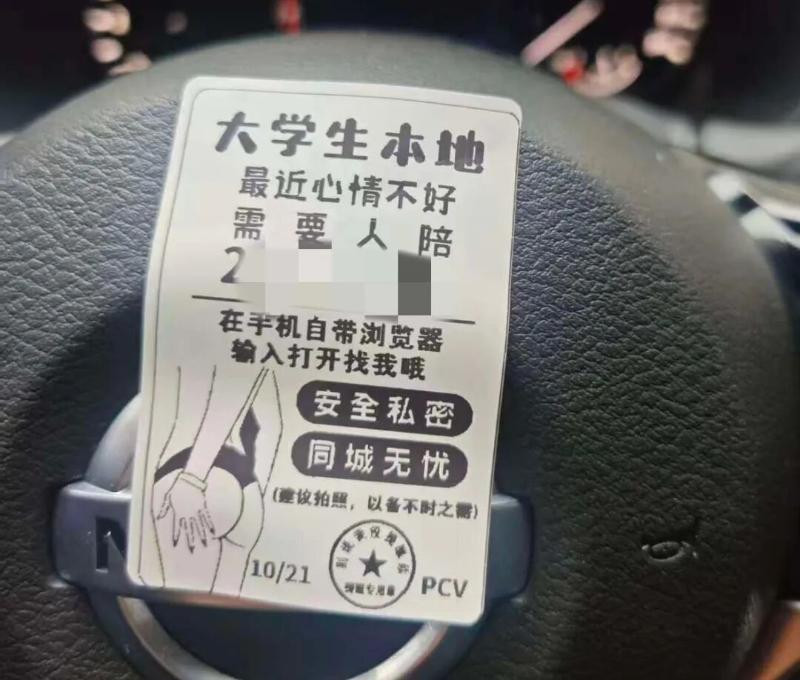 大学生本地
最近心情不好
需要人陪
2
在手机自带浏览器
输入打开找我哦
安全私密
同城无忧
(建议拍照，以备不时之需)
10/21
PCV
N